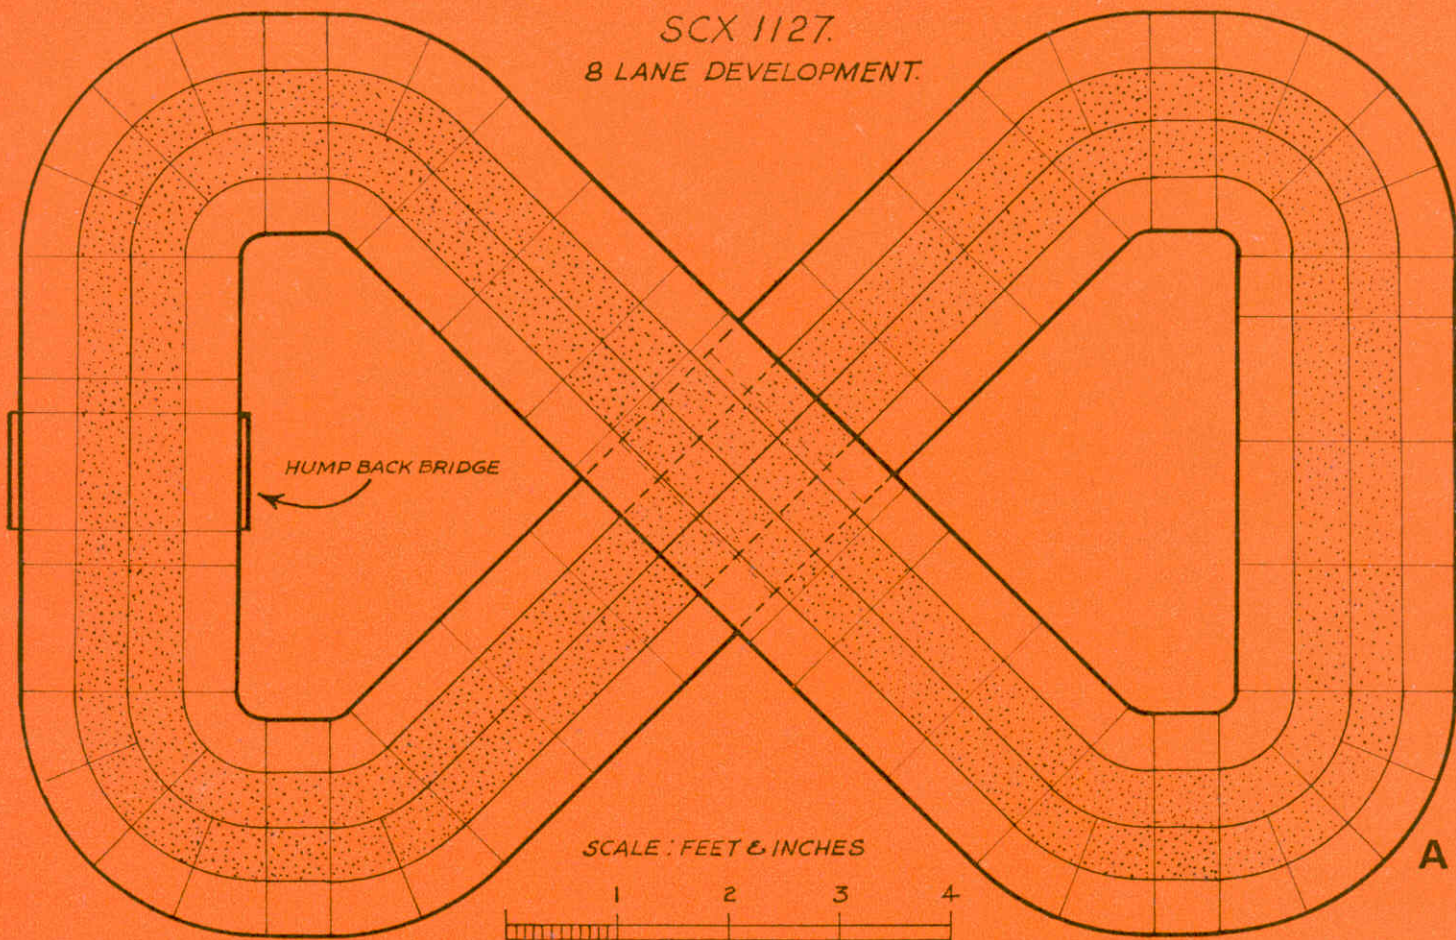 SCX 1127.
8 LANE DEVELOPMENT.
HUMP BACK BRIDGE
SCALE : FEET & INCHES
A
1 2 3 4